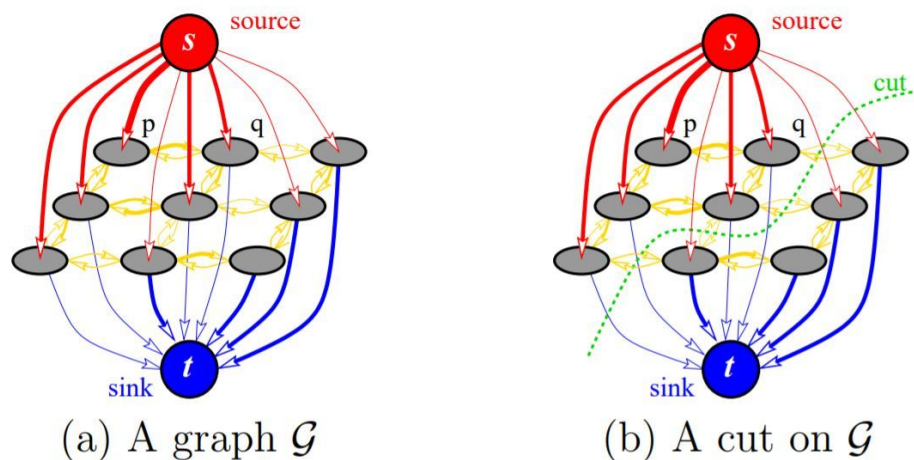 source
s
p
q
t
sink
(a) A graph 𝒢
source
s
cut
p
q
t
sink
(b) A cut on 𝒢